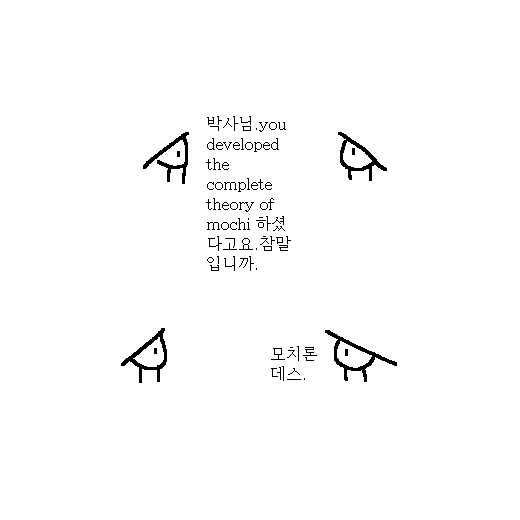 박사님.you
developed
the
complete
theory of
mochi 하셨
다고요.참말
입니까.
모치론
데스.